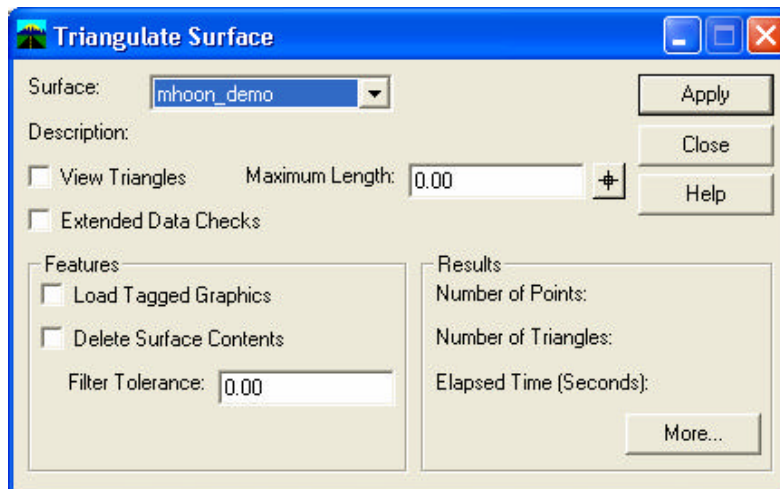 Triangulate Surface
Surface: mhoon_demo
Apply
Description:
Close
View Triangles Maximum Length: 0.00
Help
Extended Data Checks
Features
Load Tagged Graphics
Delete Surface Contents
Filter Tolerance: 0.00
Results
Number of Points:
Number of Triangles:
Elapsed Time (Seconds):
More...